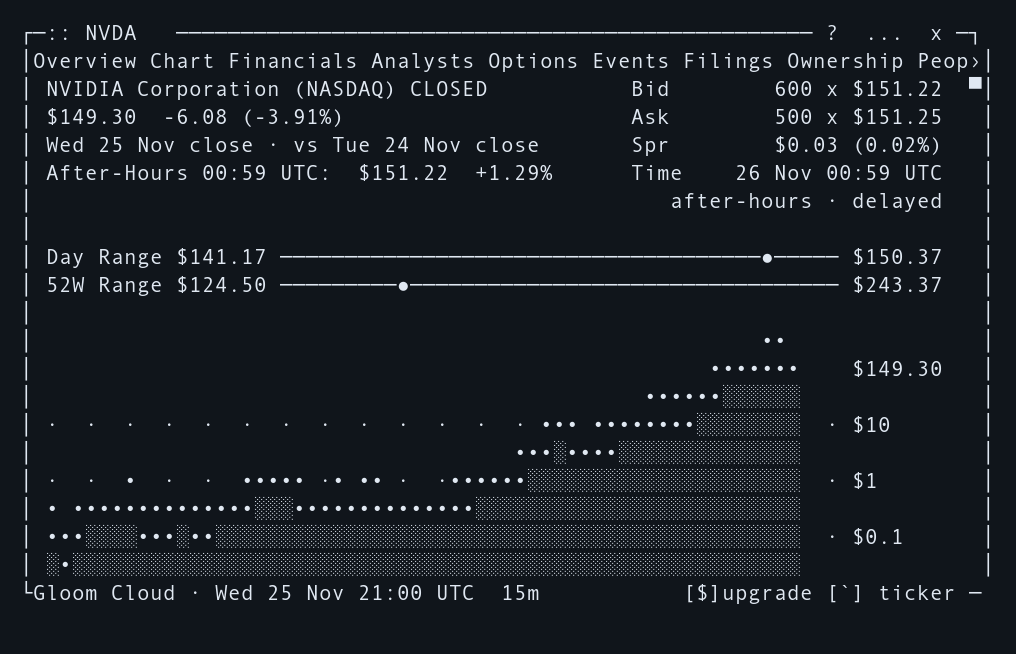 :: NVDA ? ... x
Overview Chart Financials Analysts Options Events Filings Ownership Peop›
NVIDIA Corporation (NASDAQ) CLOSED Bid 600 x $151.22
$149.30 -6.08 (-3.91%) Ask 500 x $151.25
Wed 25 Nov close · vs Tue 24 Nov close Spr $0.03 (0.02%)
After-Hours 00:59 UTC: $151.22 +1.29% Time 26 Nov 00:59 UTC
after-hours · delayed
Day Range $141.17 $150.37
52W Range $124.50 $243.37
$149.30
$10
$1
$0.1
Gloom Cloud · Wed 25 Nov 21:00 UTC 15m [$]upgrade [`] ticker